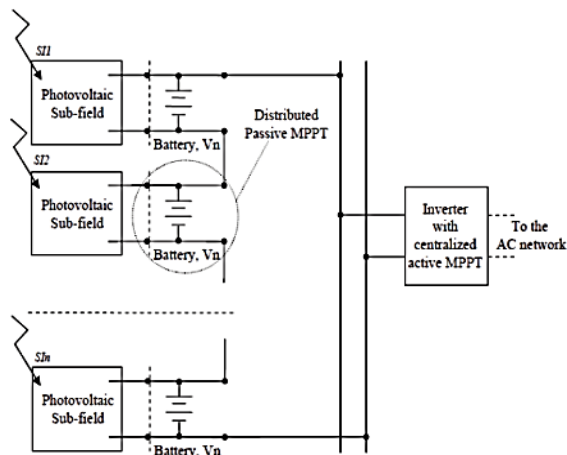 SI1
Photovoltaic
Sub-field
Battery, Vn
Distributed
Passive MPPT
SI2
Photovoltaic
Sub-field
Battery, Vn
Inverter
with
centralized
active MPPT
To the
AC network
SIn
Photovoltaic
Sub-field
Battery, Vn